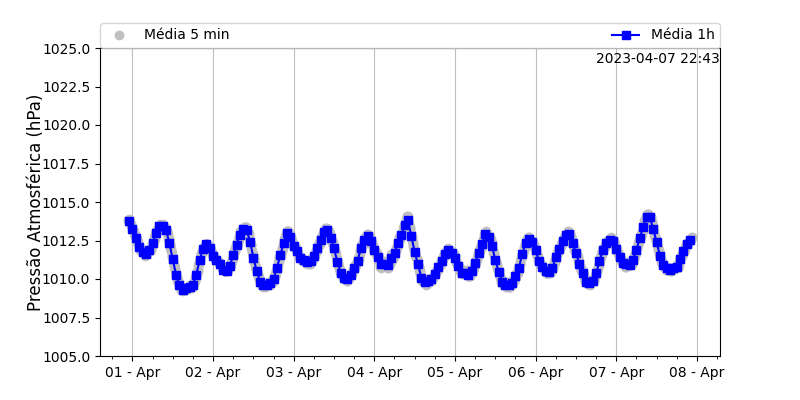 Média 5 min
Média 1h
2023-04-07 22:43
Pressão Atmosférica (hPa)
1025.0
1022.5
1020.0
1017.5
1015.0
1012.5
1010.0
1007.5
1005.0
01 - Apr
02 - Apr
03 - Apr
04 - Apr
05 - Apr
06 - Apr
07 - Apr
08 - Apr